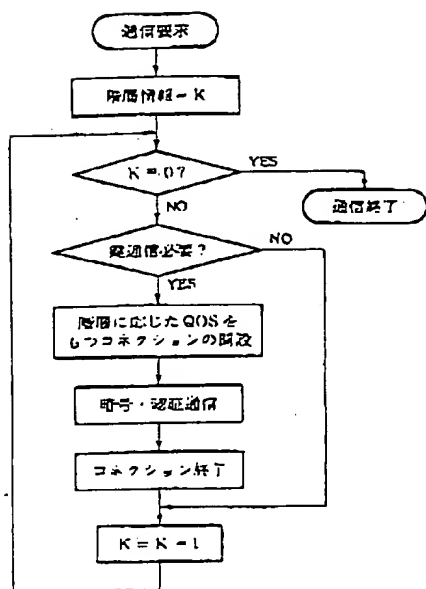 通信要求
階層情報→K
K=0?
YES
通信終了
NO
通信必要?
NO
YES
階層に応じたQOSを
もつコネクションの開設
暗号・認証通信
コネクション終了
K=K-1